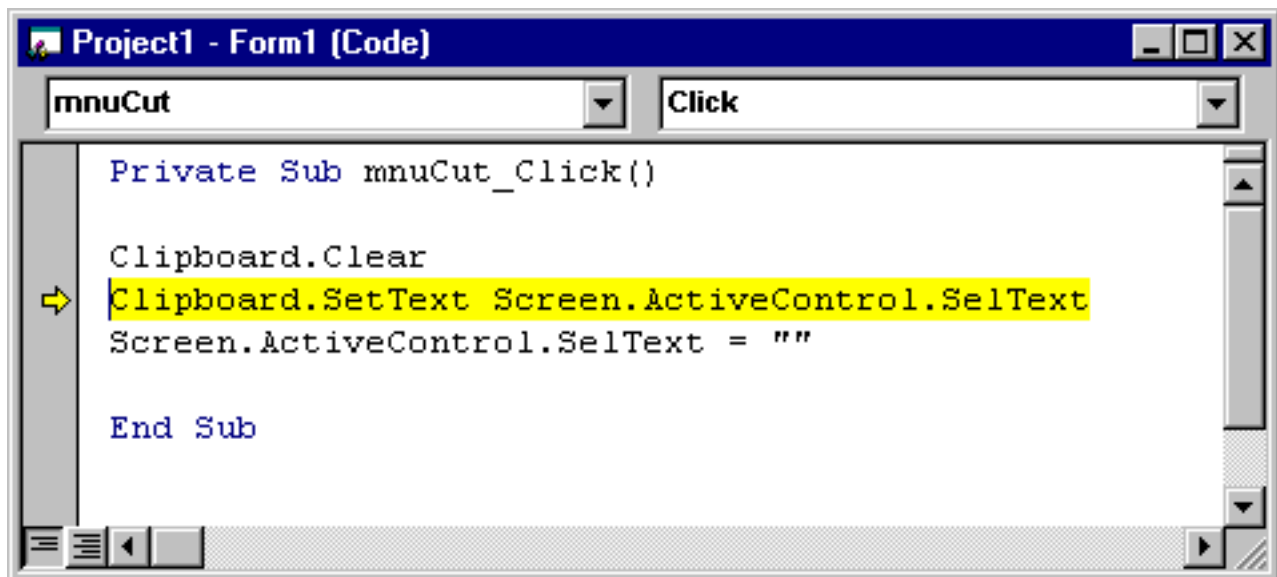 Project1 - Form1 (Code)
mnuCut Click
Private Sub mnuCut_Click()
Clipboard.Clear
Clipboard.SetText Screen.ActiveControl.SelText
Screen.ActiveControl.SelText = ""
End Sub